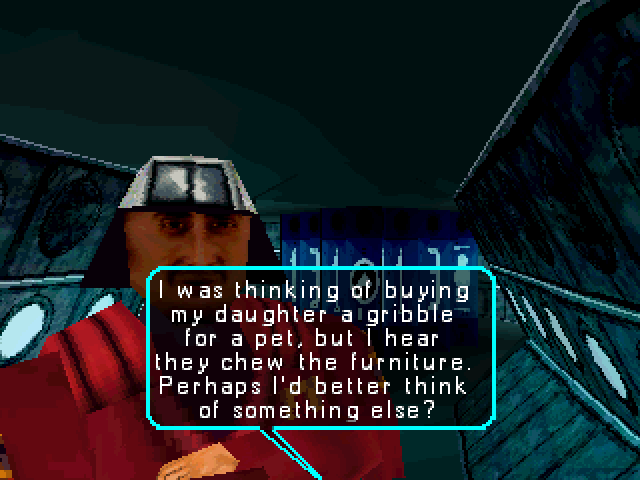 I was thinking of buying
my daughter a gribble
for a pet, but I hear
they chew the furniture.
Perhaps I'd better think
of something else?